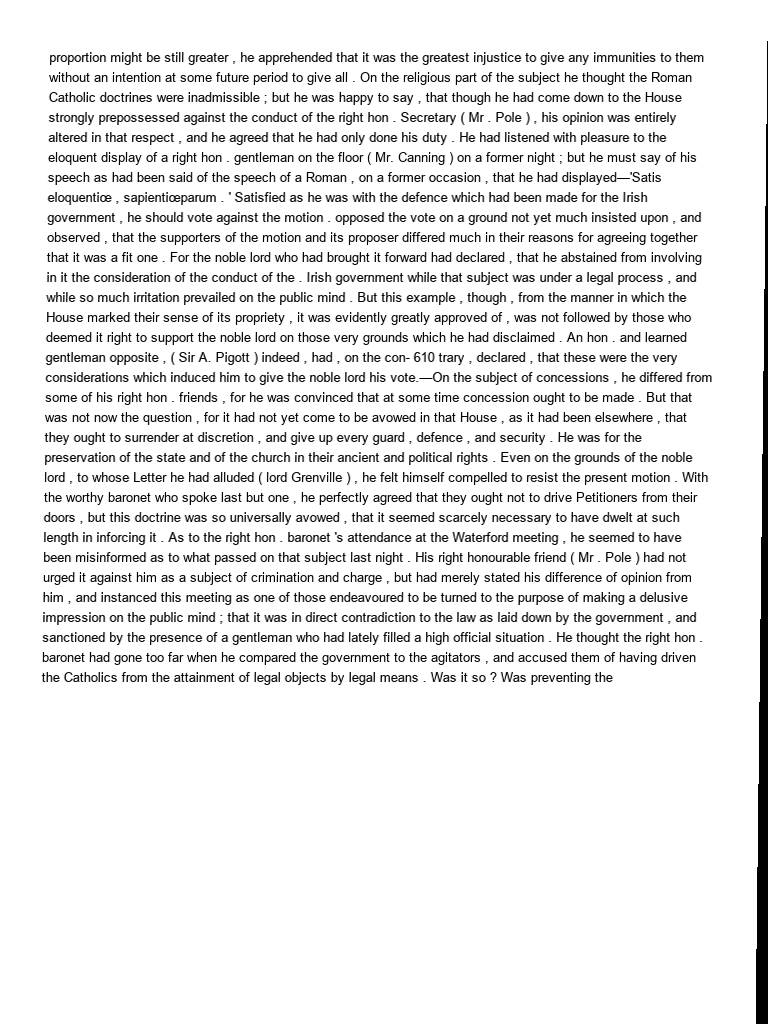 proportion might be still greater , he apprehended that it was the greatest injustice to give any immunities to them
without an intention at some future period to give all . On the religious part of the subject he thought the Roman
Catholic doctrines were inadmissible ; but he was happy to say , that though he had come down to the House
strongly prepossessed against the conduct of the right hon . Secretary ( Mr . Pole ) , his opinion was entirely
altered in that respect , and he agreed that he had only done his duty . He had listened with pleasure to the
eloquent display of a right hon . gentleman on the floor ( Mr. Canning ) on a former night ; but he must say of his
speech as had been said of the speech of a Roman , on a former occasion , that he had displayed—'Satis
eloquentiœ , sapientiœparum . ' Satisfied as he was with the defence which had been made for the Irish
government , he should vote against the motion . opposed the vote on a ground not yet much insisted upon , and
observed , that the supporters of the motion and its proposer differed much in their reasons for agreeing together
that it was a fit one . For the noble lord who had brought it forward had declared , that he abstained from involving
in it the consideration of the conduct of the . Irish government while that subject was under a legal process , and
while so much irritation prevailed on the public mind . But this example , though , from the manner in which the
House marked their sense of its propriety , it was evidently greatly approved of , was not followed by those who
deemed it right to support the noble lord on those very grounds which he had disclaimed . An hon . and learned
gentleman opposite , ( Sir A. Pigott ) indeed , had , on the con- 610 trary , declared , that these were the very
considerations which induced him to give the noble lord his vote.—On the subject of concessions , he differed from
some of his right hon . friends , for he was convinced that at some time concession ought to be made . But that
was not now the question , for it had not yet come to be avowed in that House , as it had been elsewhere , that
they ought to surrender at discretion , and give up every guard , defence , and security . He was for the
preservation of the state and of the church in their ancient and political rights . Even on the grounds of the noble
lord , to whose Letter he had alluded ( lord Grenville ) , he felt himself compelled to resist the present motion . With
the worthy baronet who spoke last but one , he perfectly agreed that they ought not to drive Petitioners from their
doors , but this doctrine was so universally avowed , that it seemed scarcely necessary to have dwelt at such
length in inforcing it . As to the right hon . baronet 's attendance at the Waterford meeting , he seemed to have
been misinformed as to what passed on that subject last night . His right honourable friend ( Mr . Pole ) had not
urged it against him as a subject of crimination and charge , but had merely stated his difference of opinion from
him , and instanced this meeting as one of those endeavoured to be turned to the purpose of making a delusive
impression on the public mind ; that it was in direct contradiction to the law as laid down by the government , and
sanctioned by the presence of a gentleman who had lately filled a high official situation . He thought the right hon .
baronet had gone too far when he compared the government to the agitators , and accused them of having driven
the Catholics from the attainment of legal objects by legal means . Was it so ? Was preventing the